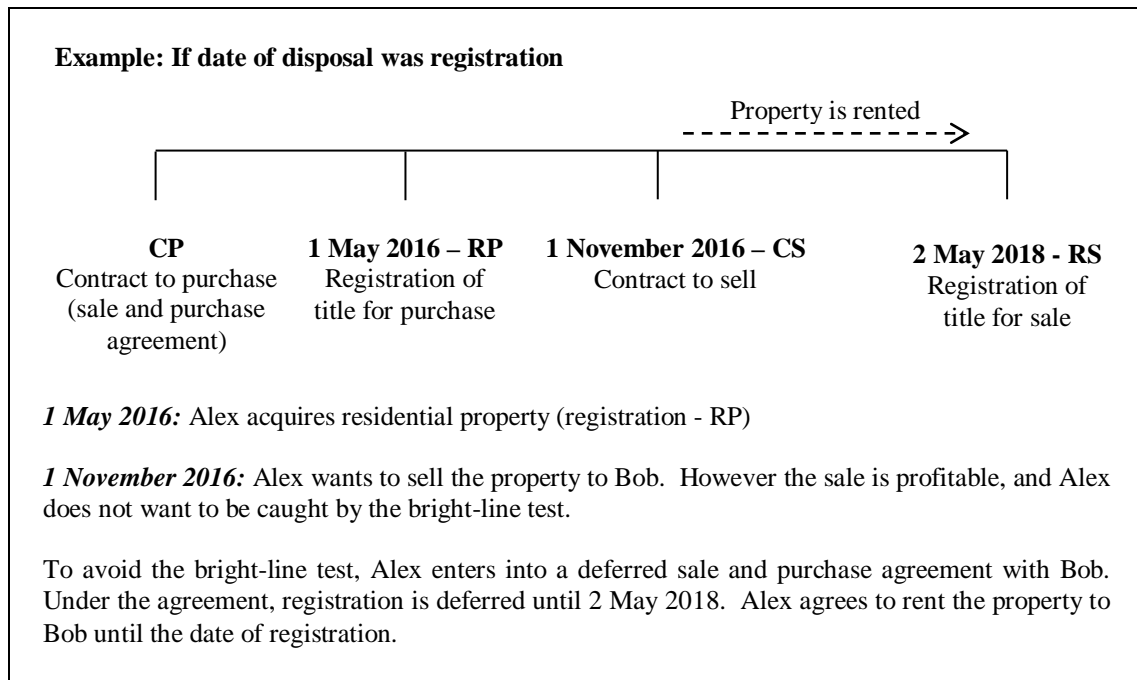 Example: If date of disposal was registration
Property is rented
CP
Contract to purchase
(sale and purchase
agreement)
1 May 2016 – RP
Registration of
title for purchase
1 November 2016 – CS
Contract to sell
2 May 2018 - RS
Registration of
title for sale
1 May 2016: Alex acquires residential property (registration - RP)
1 November 2016: Alex wants to sell the property to Bob. However the sale is profitable, and Alex
does not want to be caught by the bright-line test.
To avoid the bright-line test, Alex enters into a deferred sale and purchase agreement with Bob.
Under the agreement, registration is deferred until 2 May 2018. Alex agrees to rent the property to
Bob until the date of registration.